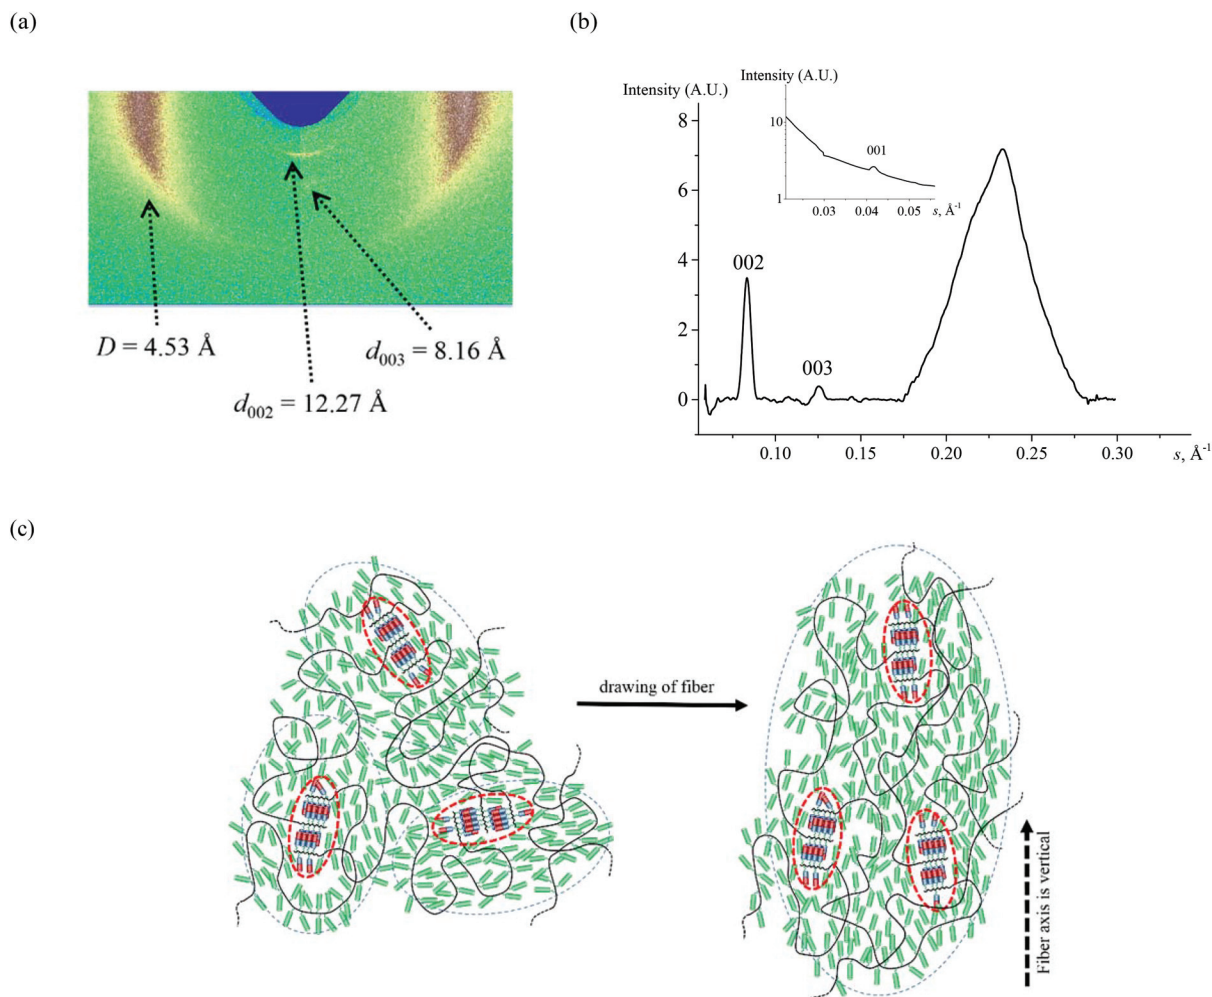 (a)
(b)
D = 4.53 Å
d003 = 8.16 Å
d002 = 12.27 Å
Intensity (A.U.)
8
6
4
2
0
002
003
0.10
0.15
0.20
0.25
0.30
s, Å-1
Intensity (A.U.)
10
1
001
0.03
0.04
0.05
s, Å-1
(c)
drawing of fiber
Fiber axis is vertical